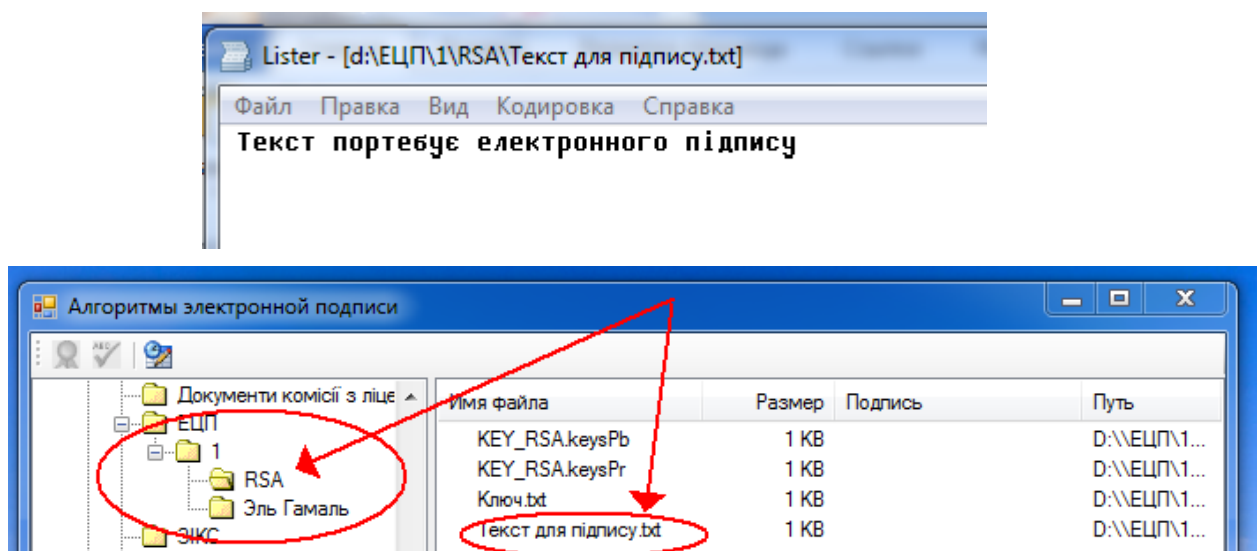 Lister - [d:\ЕЦП\1\RSA\Текст для підпису.txt]
Файл Правка Вид Кодировка Справка
Текст портебує електронного підпису
Алгоритмы электронной подписи
Документи комісії з ліце
ЕЦП
1
RSA
Эль Гамаль
ЗІКС
Имя файла Размер Подпись Путь
KEY_RSA.keysPb 1 KB D:\\ЕЦП\1...
KEY_RSA.keysPr 1 KB D:\\ЕЦП\1...
Ключ.txt 1 KB D:\\ЕЦП\1...
Текст для підпису.txt 1 KB D:\\ЕЦП\1...